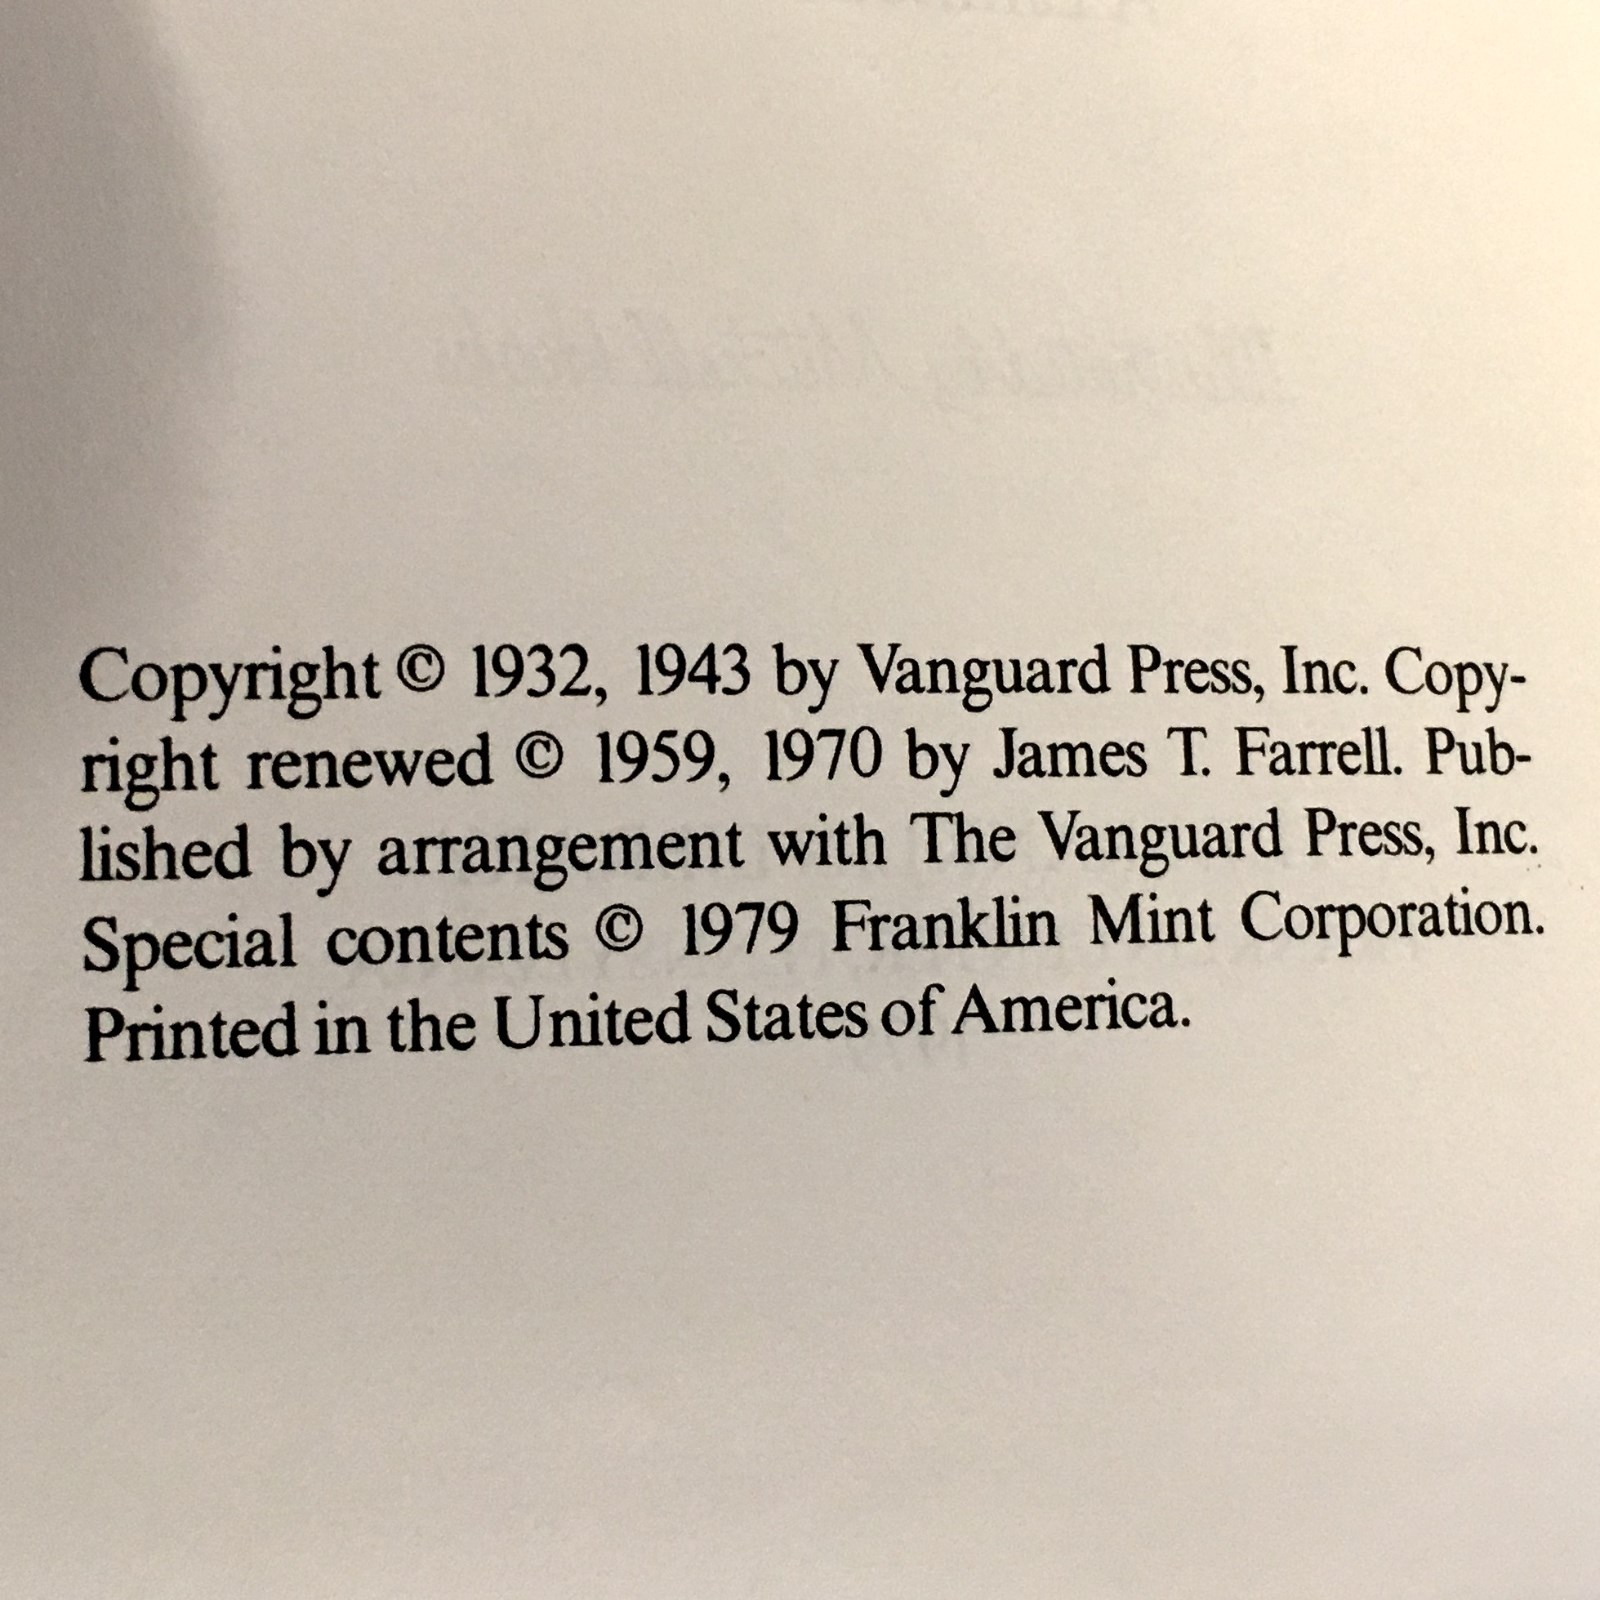 Copyright © 1932, 1943 by Vanguard Press, Inc. Copy-
right renewed © 1959, 1970 by James T. Farrell. Pub-
lished by arrangement with The Vanguard Press, Inc.
Special contents © 1979 Franklin Mint Corporation.
Printed in the United States of America.